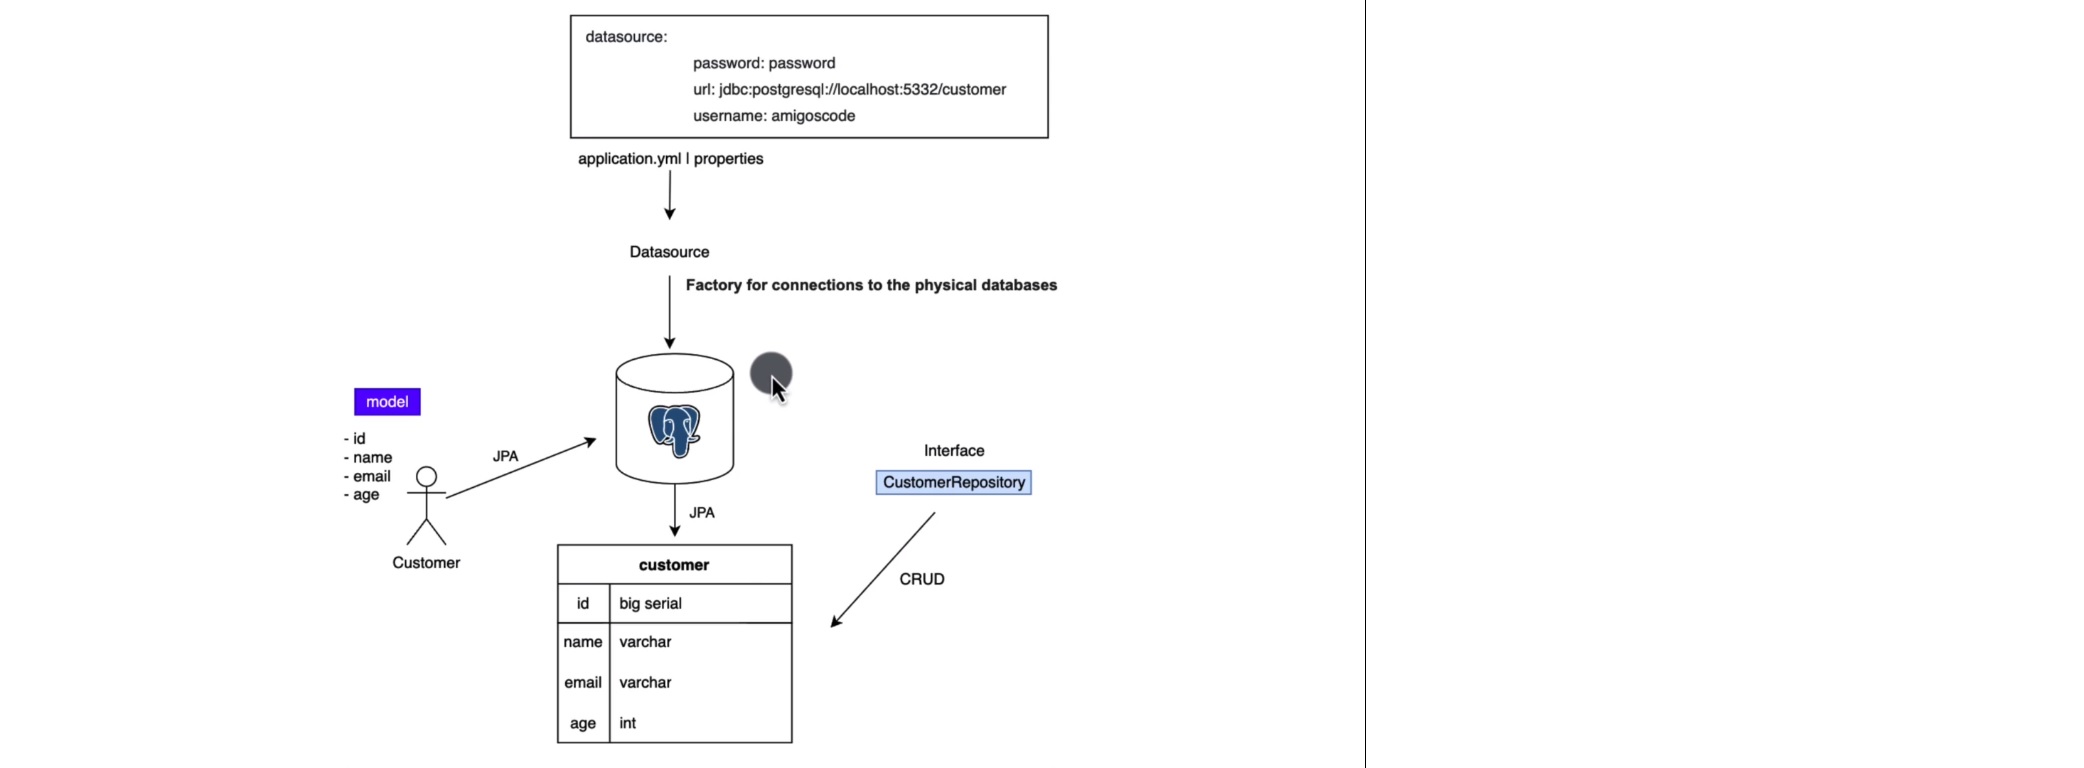 datasource:
password: password
url: jdbc:postgresql://localhost:5332/customer
username: amigoscode
application.yml | properties
Datasource
Factory for connections to the physical databases
model
- id
- name
- email
- age
JPA
Customer
Interface
CustomerRepository
JPA
CRUD
customer
id big serial
name varchar
email varchar
age int